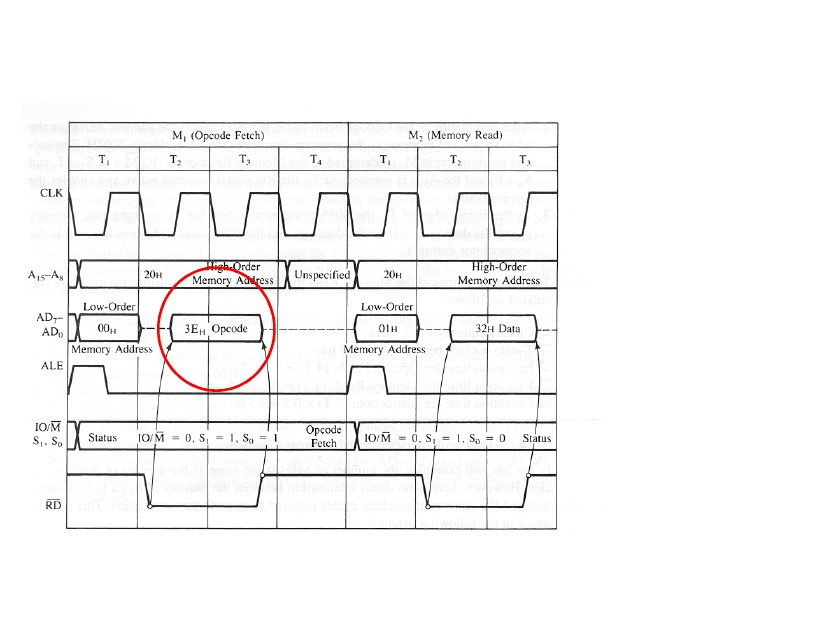 M₁ (Opcode Fetch) M₂ (Memory Read)
T₁ T₂ T₃ T₄ T₁ T₂ T₃
CLK
A₁₅–A₈ 20H High-Order Memory Address Unspecified 20H High-Order Memory Address
Low-Order Low-Order
AD₇–AD₀ 00H 3EH Opcode 01H 32H Data
Memory Address Memory Address
ALE
IO/M̅ S₁, S₀ Status IO/M̅ = 0, S₁ = 1, S₀ = 1 Opcode Fetch IO/M̅ = 0, S₁ = 1, S₀ = 0 Status
R̅D̅